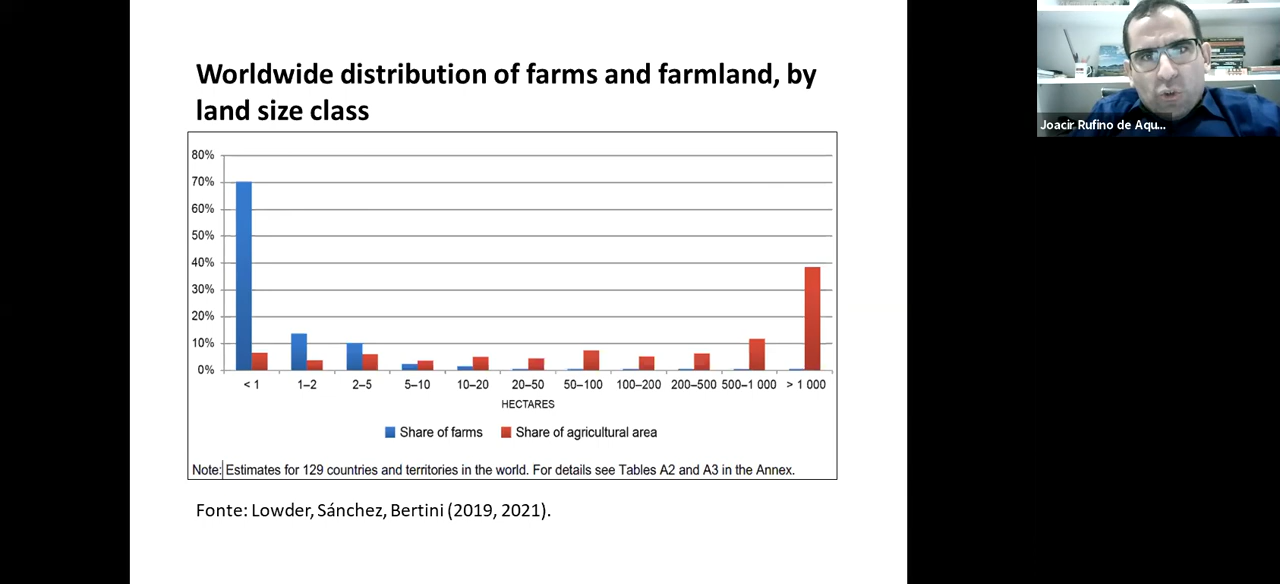 Worldwide distribution of farms and farmland, by
land size class
80%
70%
60%
50%
40%
30%
20%
10%
0%
< 1 1–2 2–5 5–10 10–20 20–50 50–100 100–200 200–500 500–1 000 > 1 000
HECTARES
Share of farms Share of agricultural area
Note: Estimates for 129 countries and territories in the world. For details see Tables A2 and A3 in the Annex.
Fonte: Lowder, Sánchez, Bertini (2019, 2021).
Joacir Rufino de Aqu...